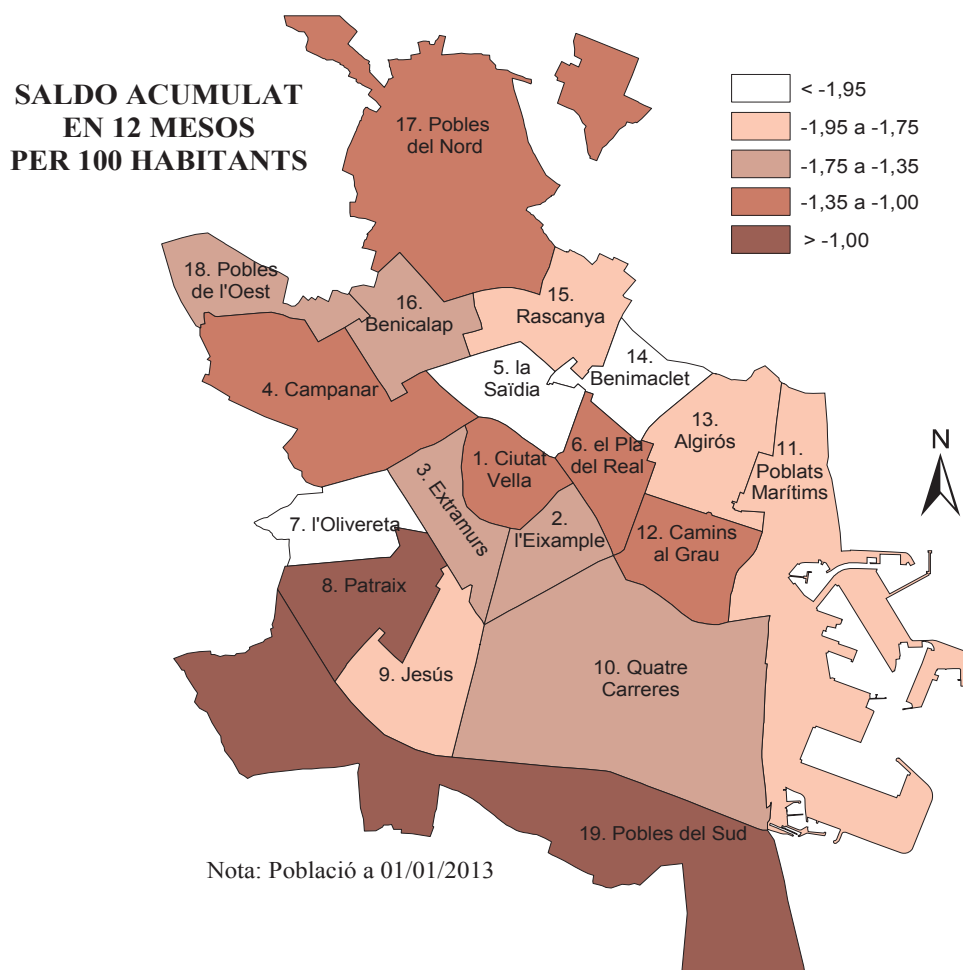 SALDO ACUMULAT
EN 12 MESOS
PER 100 HABITANTS
< -1,95
-1,95 a -1,75
-1,75 a -1,35
-1,35 a -1,00
> -1,00
17. Pobles
del Nord
18. Pobles
de l'Oest
16.
Benicalap
15.
Rascanya
14.
Benimaclet
5. la
Saïdia
4. Campanar
13.
Algirós
11.
Poblats
Marítims
6. el Pla
del Real
1. Ciutat
Vella
3. Extramurs
2.
l'Eixample
7. l'Olivereta
12. Camins
al Grau
8. Patraix
9. Jesús
10. Quatre
Carreres
19. Pobles del Sud
N
Nota: Població a 01/01/2013